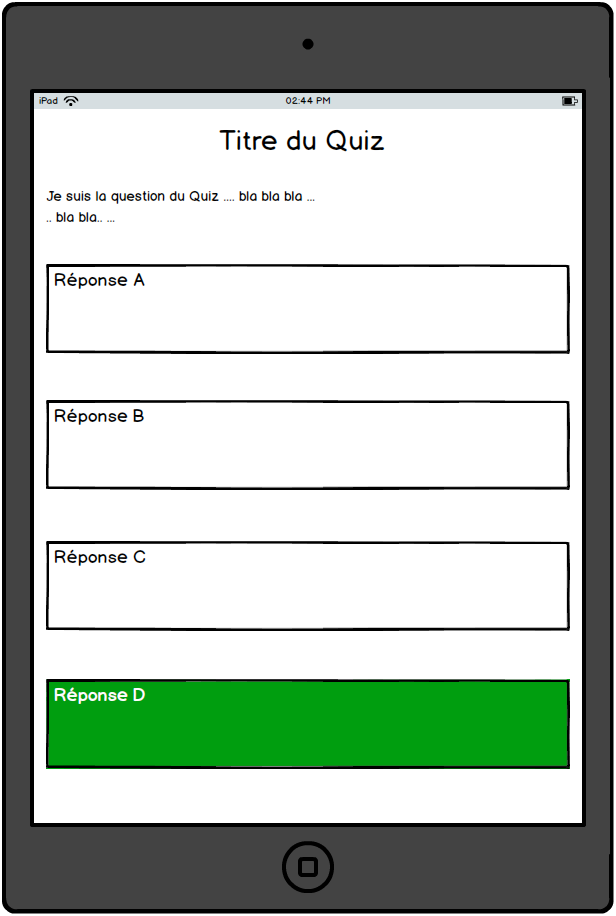 iPad 02:44 PM
Titre du Quiz
Je suis la question du Quiz .... bla bla bla ...
.. bla bla.. ...
Réponse A
Réponse B
Réponse C
Réponse D